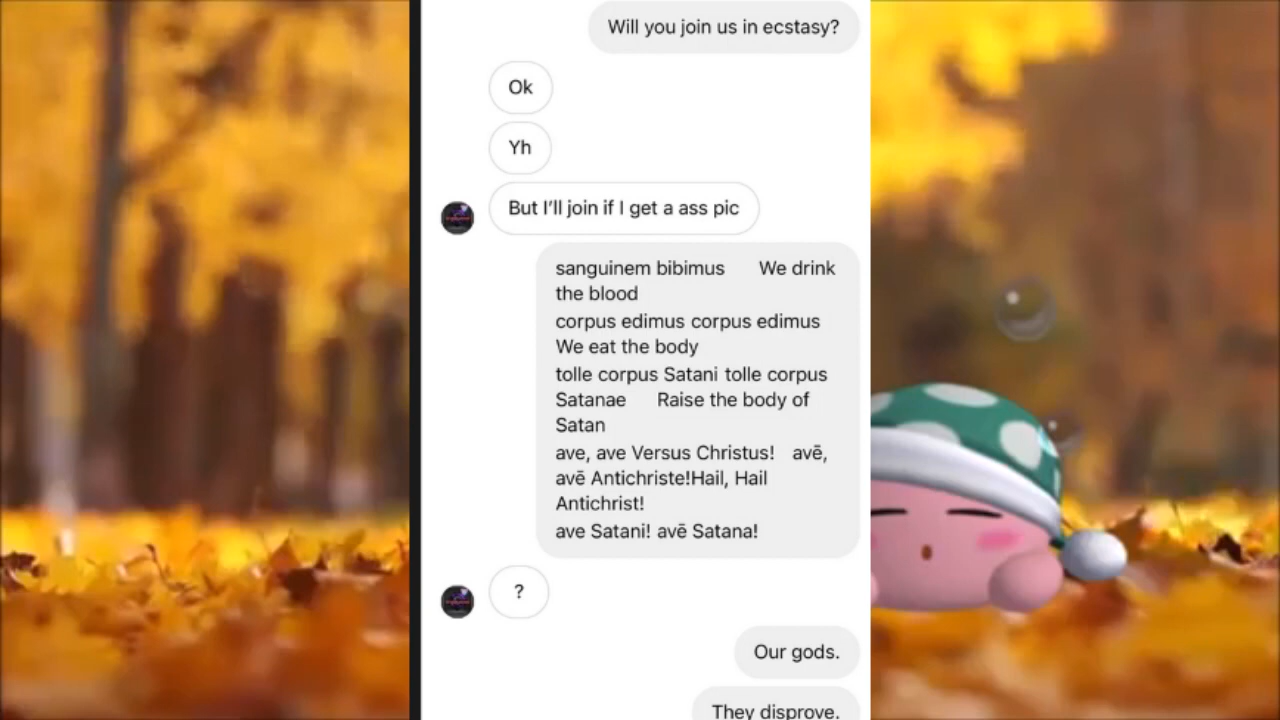 Will you join us in ecstasy?
Ok
Yh
But I’ll join if I get a ass pic
sanguinem bibimus We drink
the blood
corpus edimus corpus edimus
We eat the body
tolle corpus Satani tolle corpus
Satanae Raise the body of
Satan
ave, ave Versus Christus! avē,
avē Antichriste!Hail, Hail
Antichrist!
ave Satani! avē Satana!
?
Our gods.
They disprove.